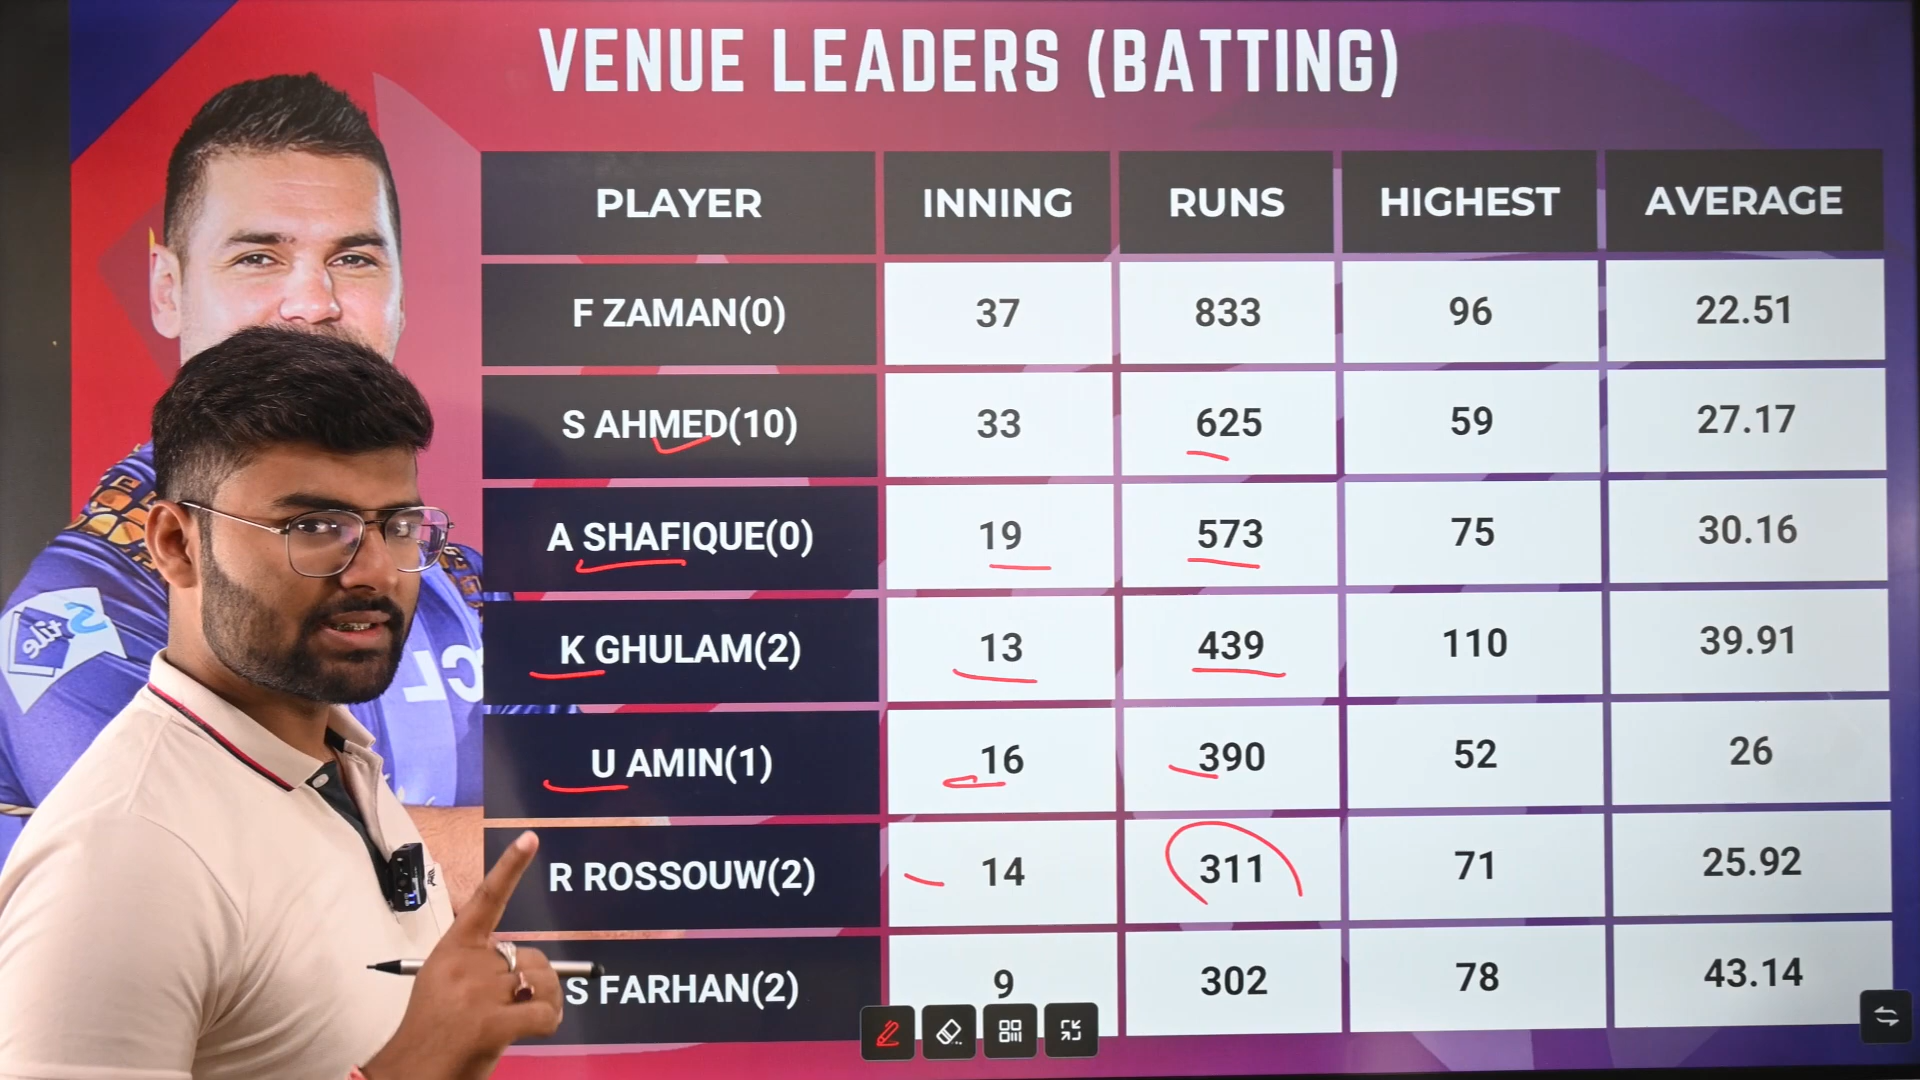 VENUE LEADERS (BATTING)
PLAYER INNING RUNS HIGHEST AVERAGE
F ZAMAN(0) 37 833 96 22.51
S AHMED(10) 33 625 59 27.17
A SHAFIQUE(0) 19 573 75 30.16
K GHULAM(2) 13 439 110 39.91
U AMIN(1) 16 390 52 26
R ROSSOUW(2) 14 311 71 25.92
S FARHAN(2) 9 302 78 43.14